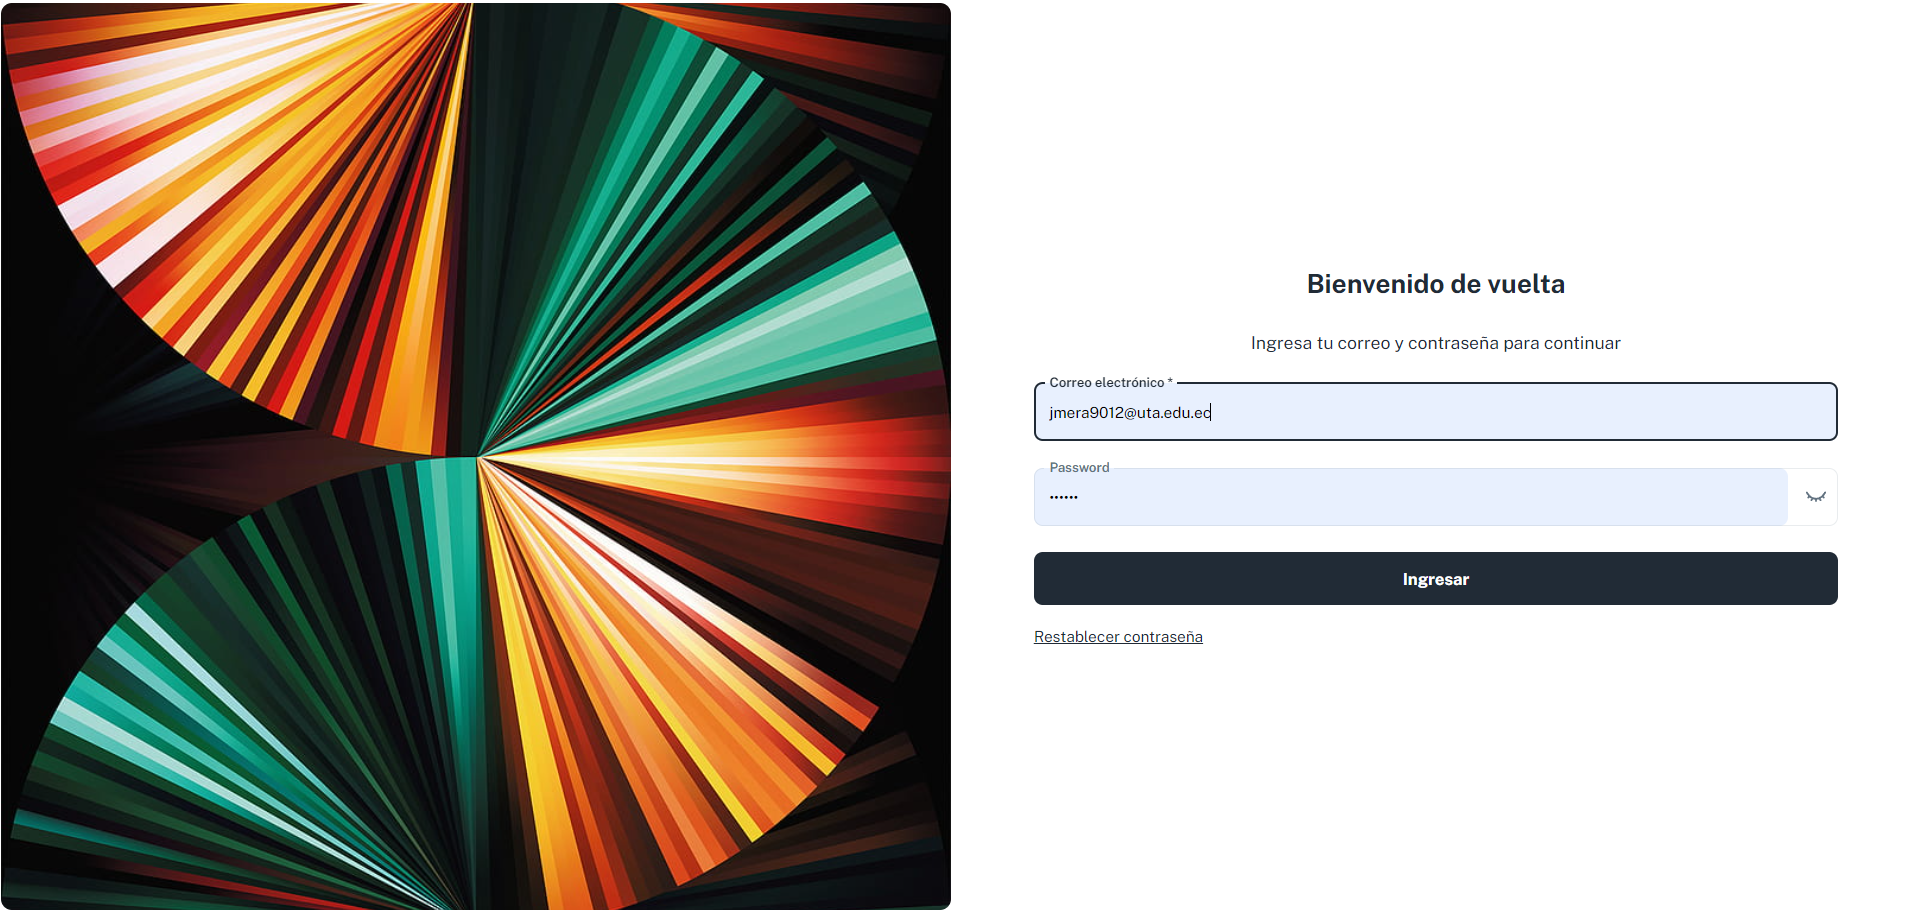 Bienvenido de vuelta
Ingresa tu correo y contraseña para continuar
Correo electrónico *
jmera9012@uta.edu.ec
Password
••••••
Ingresar
Restablecer contraseña